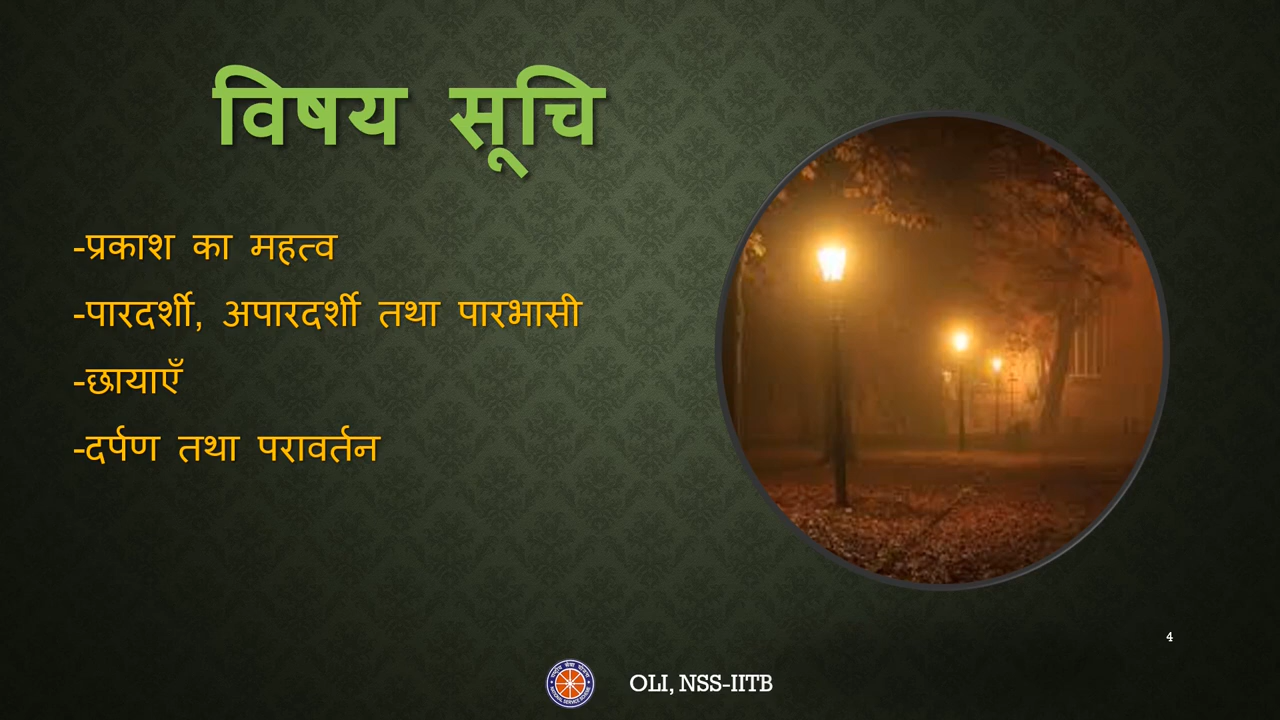 विषय सूचि
-प्रकाश का महत्व
-पारदर्शी, अपारदर्शी तथा पारभासी
-छायाएँ
-दर्पण तथा परावर्तन
4
OLI, NSS-IITB